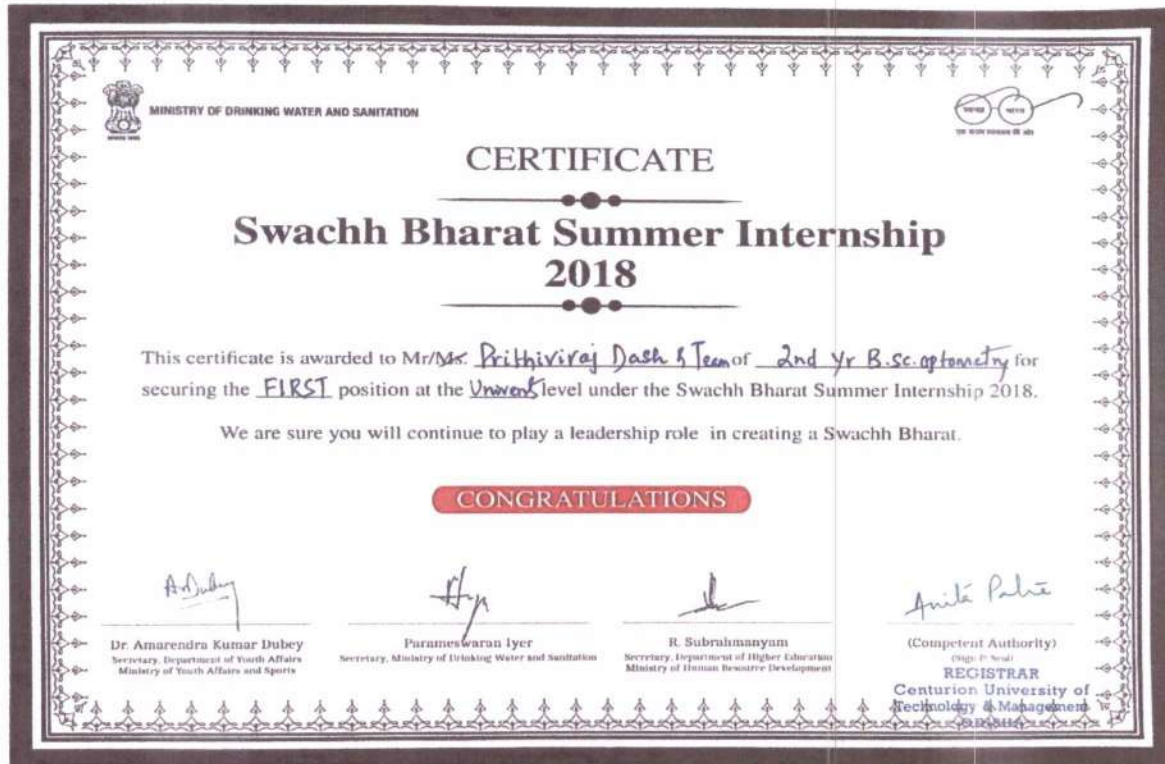 MINISTRY OF DRINKING WATER AND SANITATION
CERTIFICATE
Swachh Bharat Summer Internship
2018
This certificate is awarded to Mr/Ms. Prithiviraj Dash & Team of 2nd Yr B.sc. optometry for
securing the FIRST position at the level under the Swachh Bharat Summer Internship 2018.
We are sure you will continue to play a leadership role in creating a Swachh Bharat.
CONGRATULATIONS
Dr. Amarendra Kumar Dubey
Secretary, Department of Youth Affairs
Ministry of Youth Affairs and Sports
Parameswaran Iyer
Secretary, Ministry of Drinking Water and Sanitation
R. Subrahmanyam
Secretary, Department of Higher Education
Ministry of Human Resource Development
(Competent Authority)
REGISTRAR
Centurion University of
Technology & Management
ODISHA